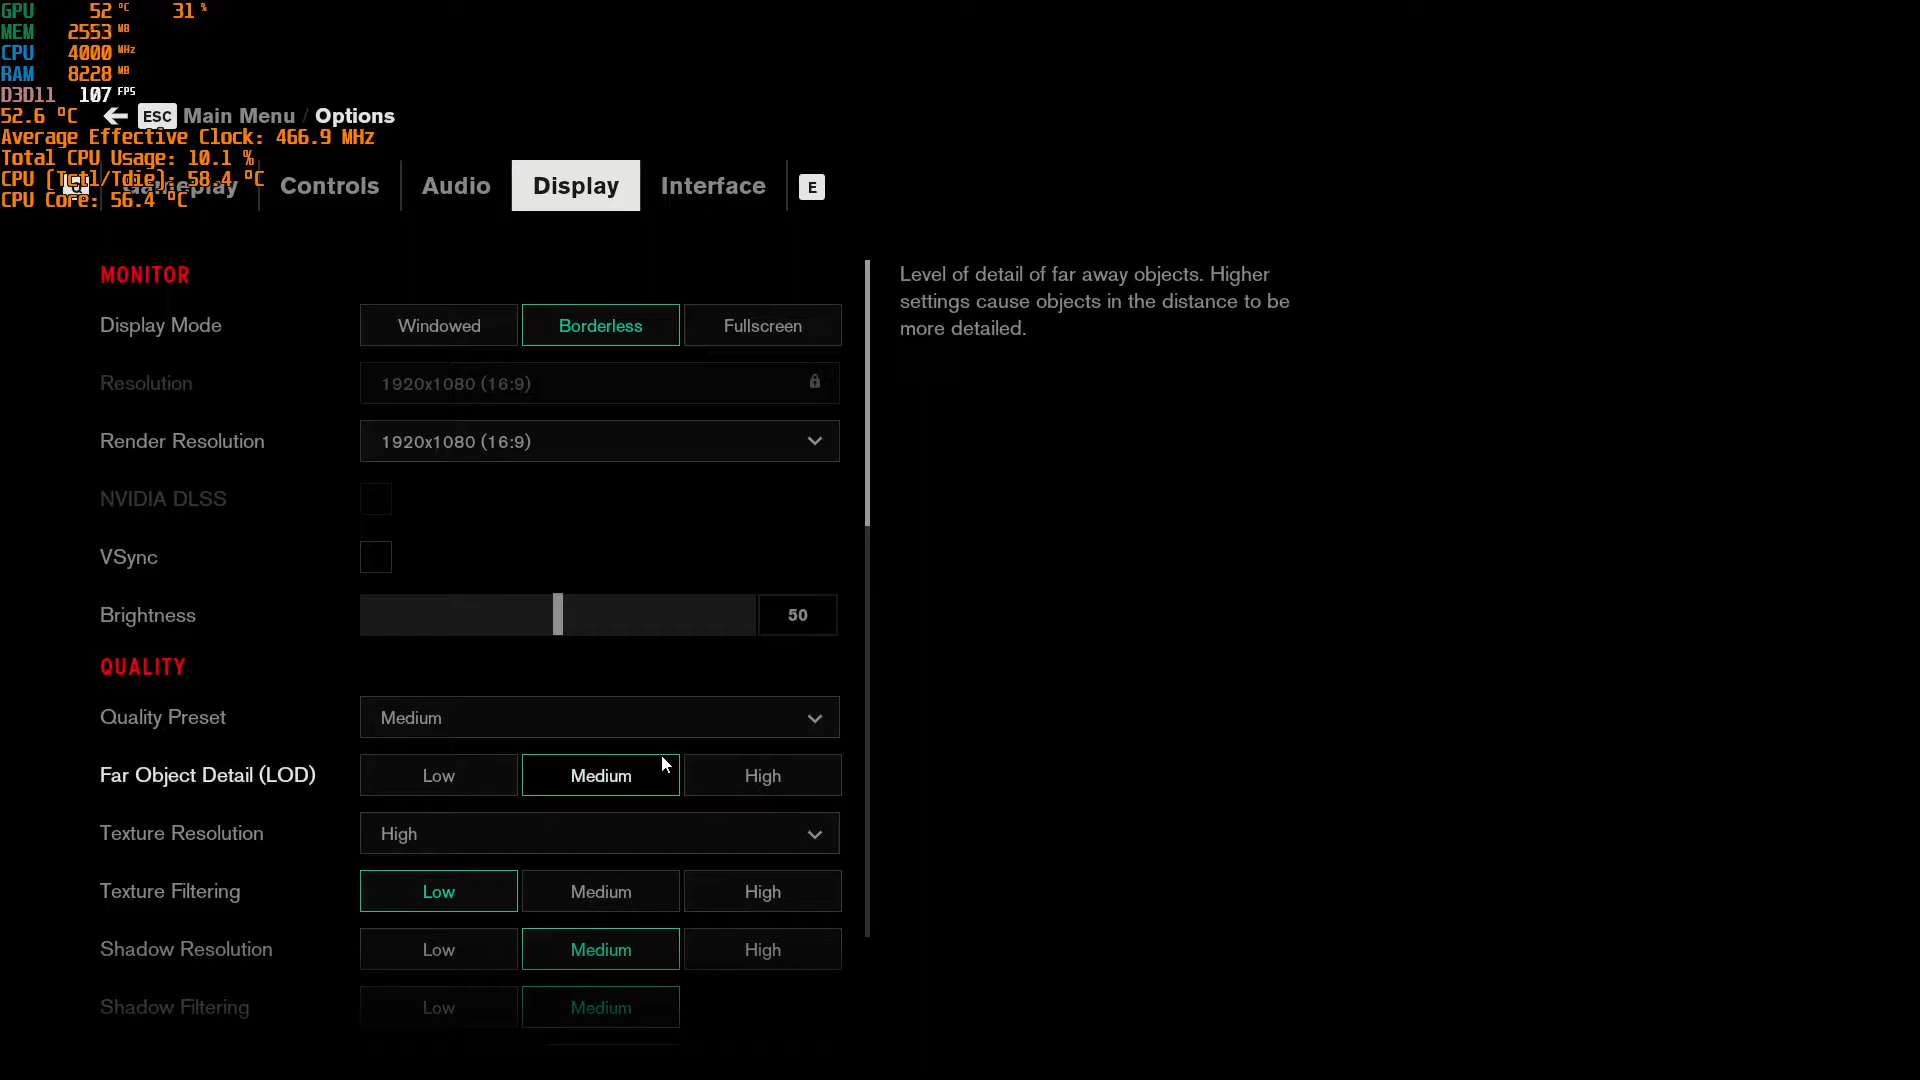 GPU 52 °C 31 %
MEM 2553 MB
CPU 4000 MHz
RAM 8228 MB
D3D11 107 FPS
52.6 °C ESC Main Menu / Options
Average Effective Clock: 466.9 MHz
Total CPU Usage: 10.1 %
CPU [Tctl/Tdie]: 58.4 °C
Q Gameplay Controls Audio Display Interface E
CPU Core: 56.4 °C
MONITOR
Level of detail of far away objects. Higher
settings cause objects in the distance to be
more detailed.
Display Mode Windowed Borderless Fullscreen
Resolution 1920x1080 (16:9)
Render Resolution 1920x1080 (16:9)
NVIDIA DLSS
VSync
Brightness 50
QUALITY
Quality Preset Medium
Far Object Detail (LOD) Low Medium High
Texture Resolution High
Texture Filtering Low Medium High
Shadow Resolution Low Medium High
Shadow Filtering Low Medium